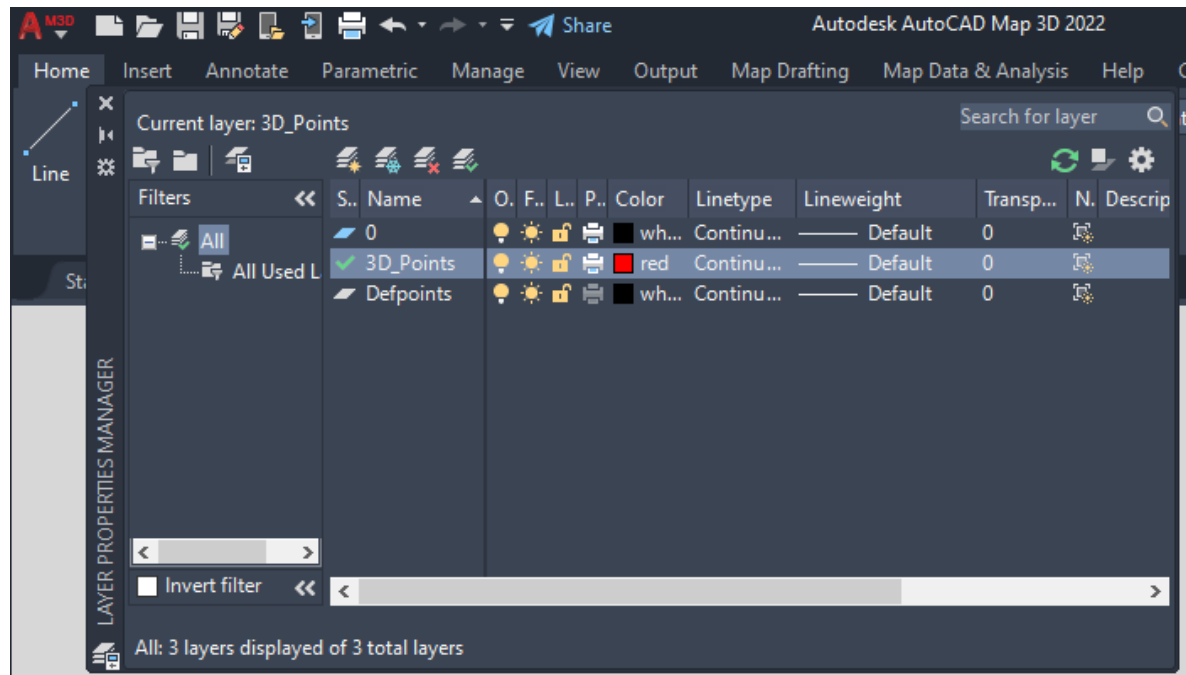 A M3D Share Autodesk AutoCAD Map 3D 2022
Home Insert Annotate Parametric Manage View Output Map Drafting Map Data & Analysis Help
Line
Current layer: 3D_Points
Search for layer
Filters
All
All Used L
S.. Name O. F.. L.. P.. Color Linetype Lineweight Transp... N. Descrip
0 wh... Continu... Default 0
3D_Points red Continu... Default 0
Defpoints wh... Continu... Default 0
Invert filter
All: 3 layers displayed of 3 total layers
LAYER PROPERTIES MANAGER